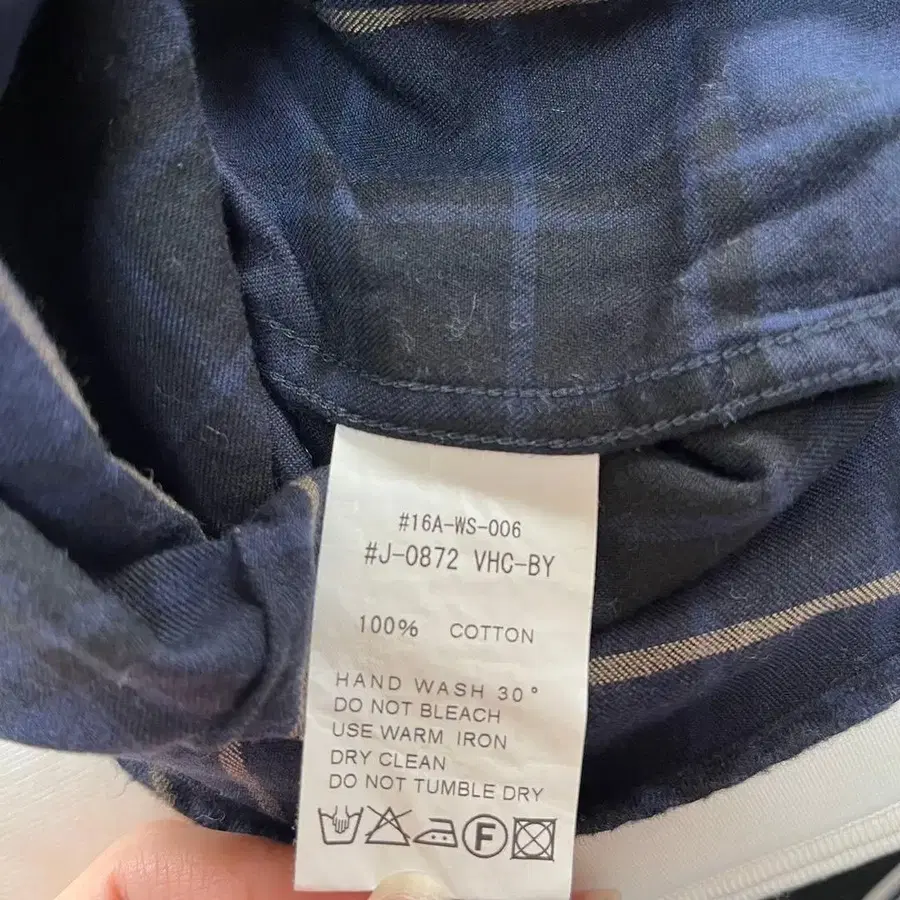 #16A-WS-006
#J-0872 VHC-BY
100% COTTON
HAND WASH 30°
DO NOT BLEACH
USE WARM IRON
DRY CLEAN
DO NOT TUMBLE DRY
F